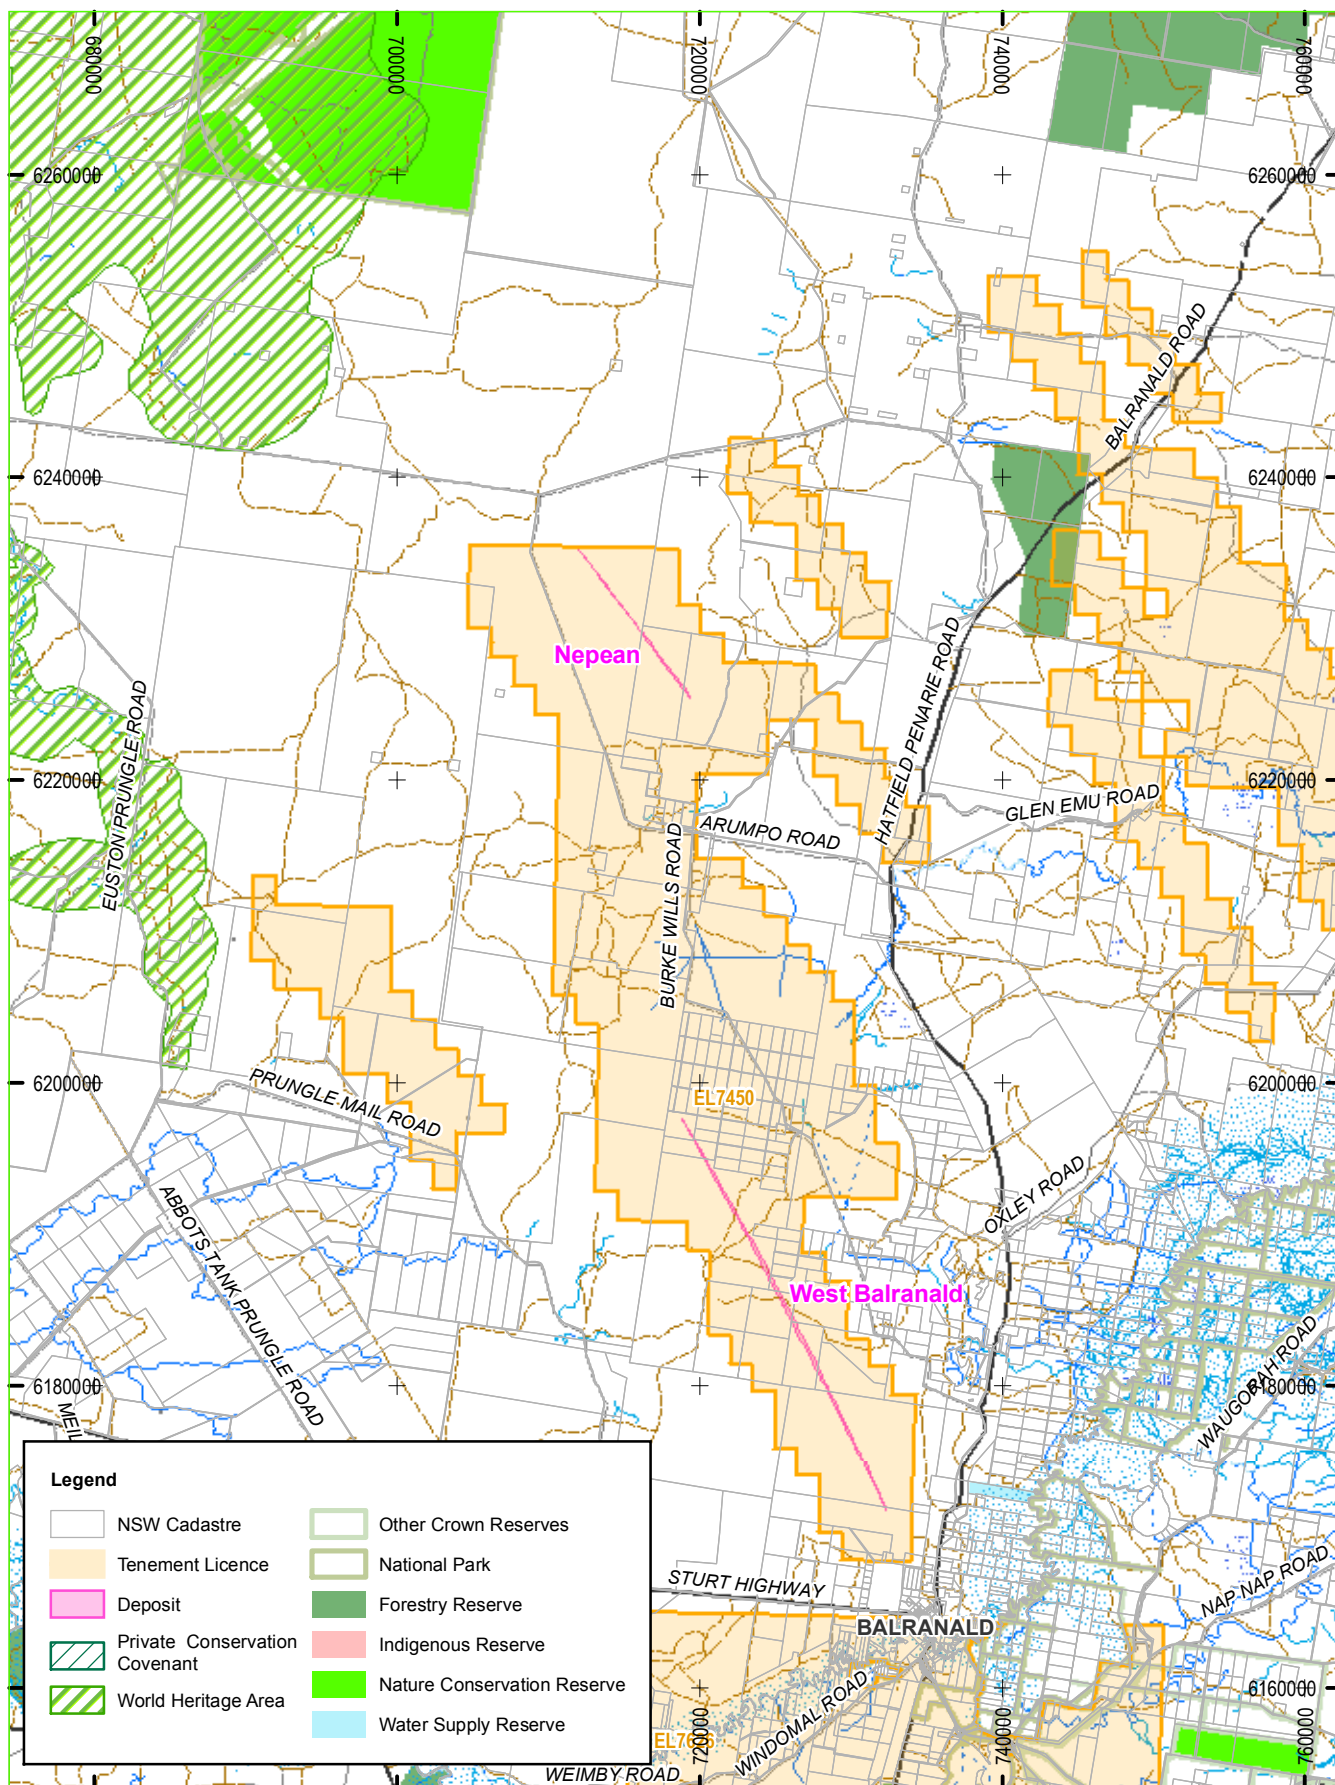 680000
700000
720000
740000
760000
6260000
6260000
BALRANALD ROAD
6240000
6240000
Nepean
HATFIELD PENARIE ROAD
EUSTON PRUNGLE ROAD
6220000
6220000
GLEN EMU ROAD
ARUMPO ROAD
BURKE WILLS ROAD
6200000
6200000
PRUNGLE MAIL ROAD
EL7450
OXLEY ROAD
ABBOTS TANK PRUNGLE ROAD
West Balranald
WAUGORAH ROAD
6180000
6180000
MEIL
Legend
NSW Cadastre
Tenement Licence
Deposit
Private Conservation
Covenant
World Heritage Area
Other Crown Reserves
National Park
Forestry Reserve
Indigenous Reserve
Nature Conservation Reserve
Water Supply Reserve
STURT HIGHWAY
NAP NAP ROAD
BALRANALD
6160000
WINDOMAL ROAD
720000
740000
760000
WEIMBY ROAD